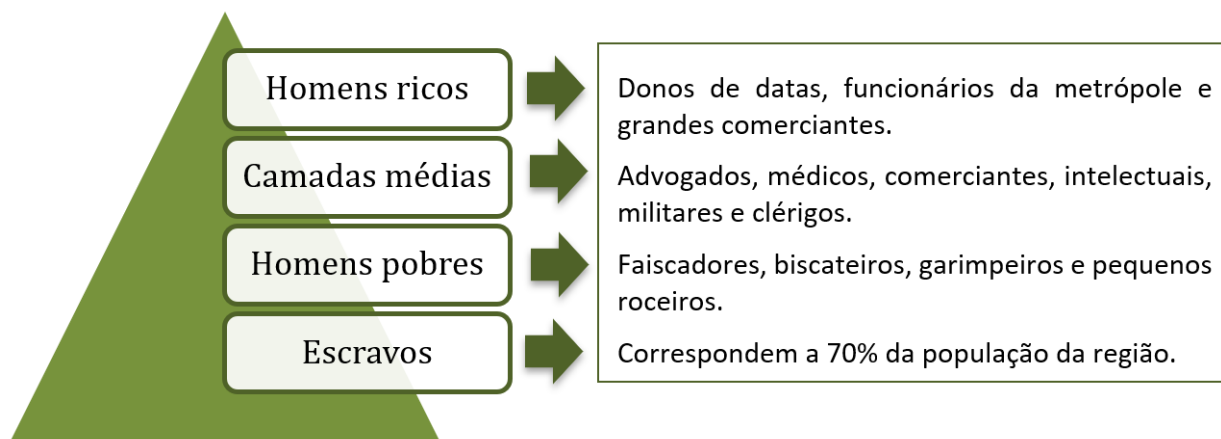 Homens ricos
Donos de datas, funcionários da metrópole e
grandes comerciantes.
Camadas médias
Advogados, médicos, comerciantes, intelectuais,
militares e clérigos.
Homens pobres
Faiscadores, biscateiros, garimpeiros e pequenos
roceiros.
Escravos
Correspondem a 70% da população da região.